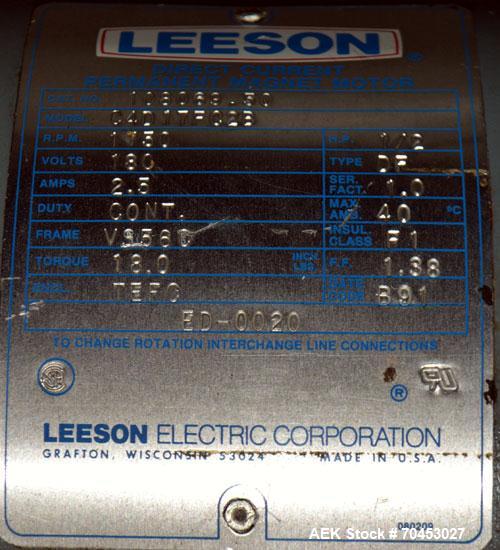 LEESON ®
DIRECT CURRENT
PERMANENT MAGNET MOTOR
CAT. NO. 108089.30
MODEL C4D17FC2B
R.P.M. 1750 H.P. 1/2
VOLTS 180 TYPE DF
AMPS 2.5 SER. FACT. 1.0
DUTY CONT. MAX. AMB. 40 °C
FRAME INSUL. CLASS F1
TORQUE 18.0 INCH LBS. F.F. 1.38
ENCL. TEFC DATE CODE B91
ED-0020
TO CHANGE ROTATION INTERCHANGE LINE CONNECTIONS
®
LEESON ELECTRIC CORPORATION
GRAFTON, WISCONSIN 53024 MADE IN U.S.A.
080209
AEK Stock # 70453027